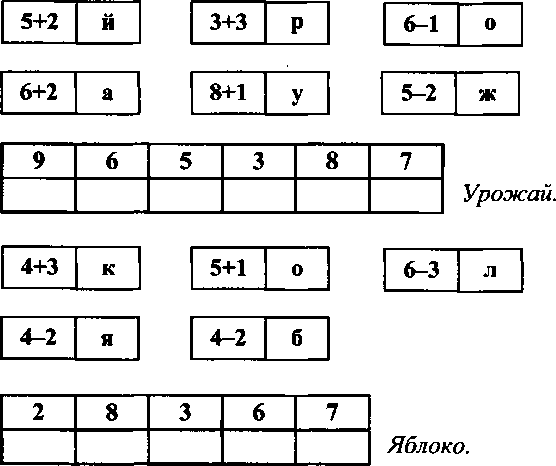 5+2 й 3+3 р 6–1 о
6+2 а 8+1 у 5–2 ж
9 6 5 3 8 7
Урожай.
4+3 к 5+1 о 6–3 л
4–2 я 4–2 б
2 8 3 6 7
Яблоко.